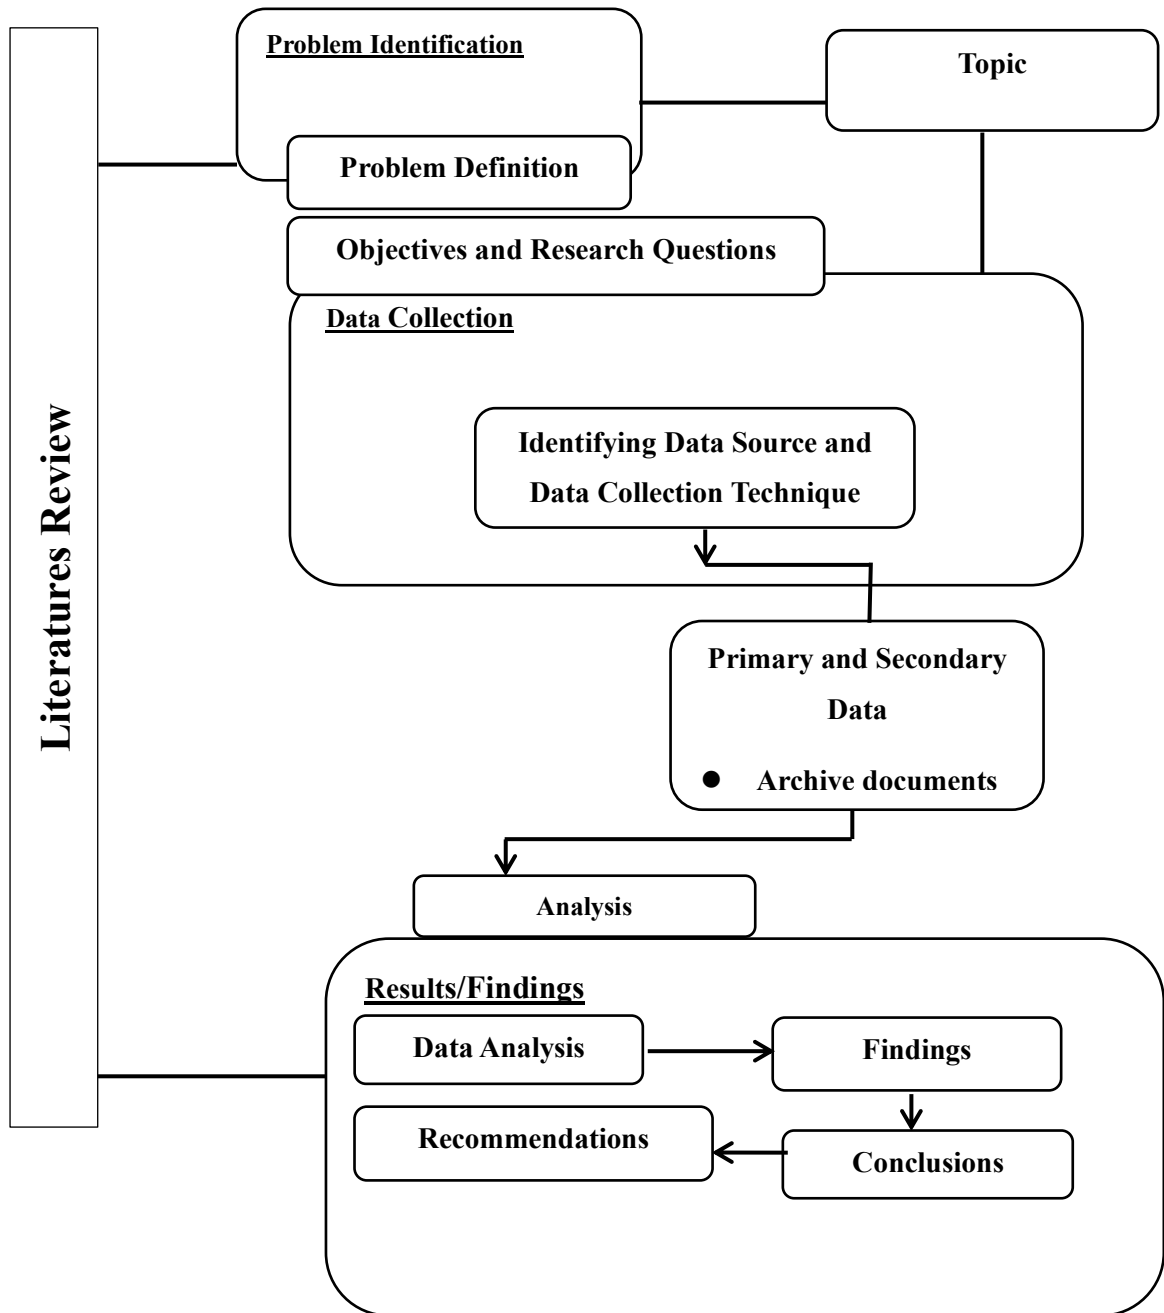 Literatures Review
Problem Identification
Topic
Problem Definition
Objectives and Research Questions
Data Collection
Identifying Data Source and
Data Collection Technique
Primary and Secondary
Data
● Archive documents
Analysis
Results/Findings
Data Analysis
Findings
Recommendations
Conclusions